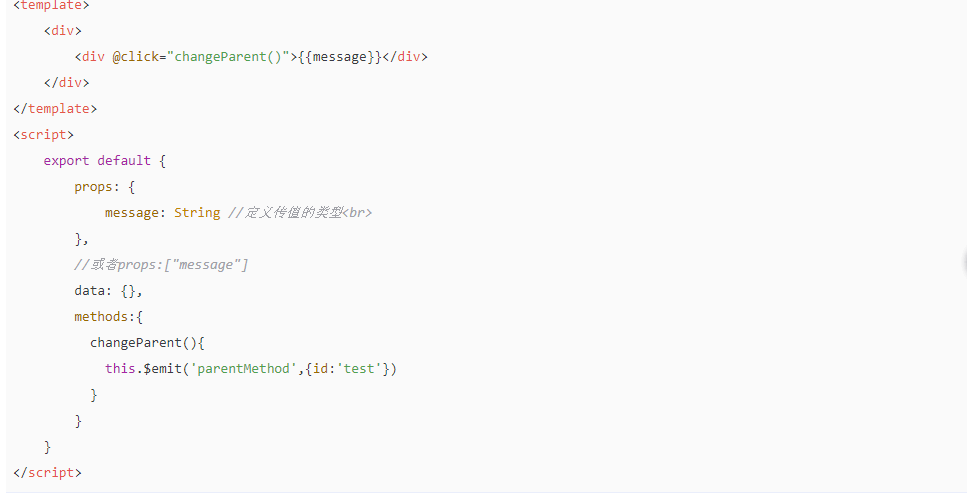 <template>
    <div>
        <div @click="changeParent()">{{message}}</div>
    </div>
</template>
<script>
    export default {
        props: {
            message: String //定义传值的类型<br>
        },
        //或者props:["message"]
        data: {},
        methods:{
          changeParent(){
            this.$emit('parentMethod',{id:'test'})
          }
        }
    }
</script>